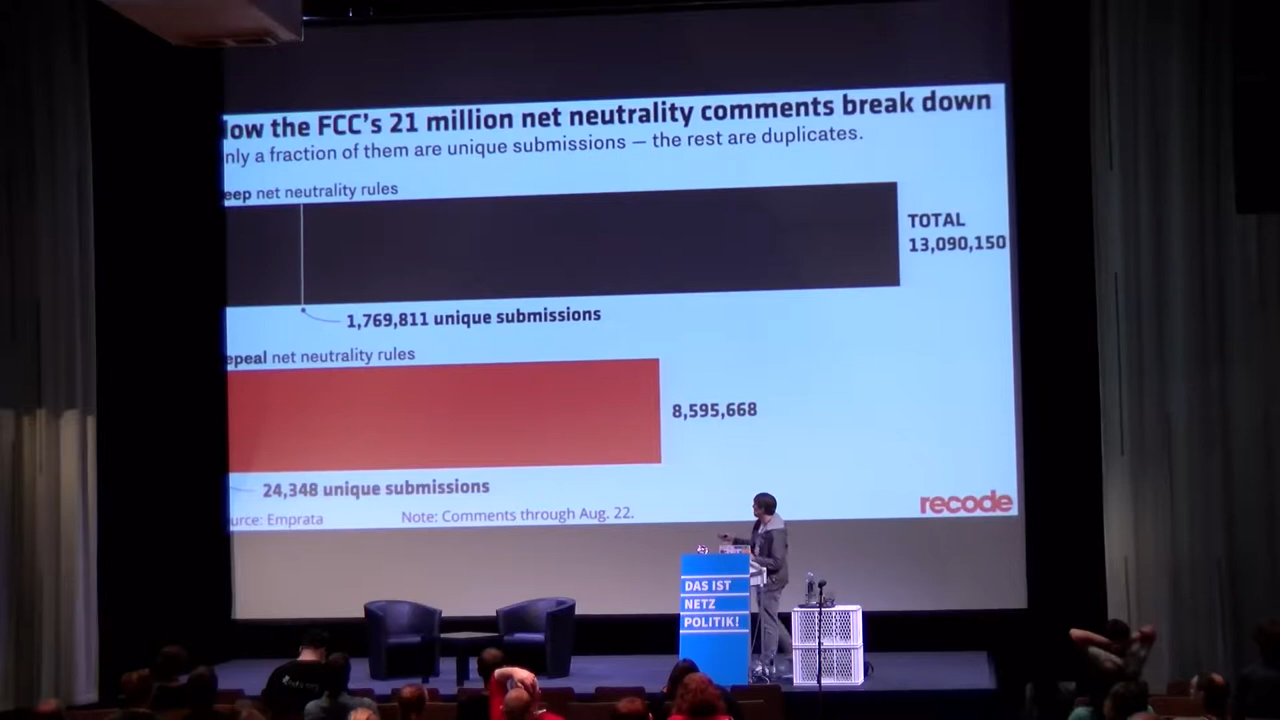 How the FCC's 21 million net neutrality comments break down
only a fraction of them are unique submissions — the rest are duplicates.
eep net neutrality rules
TOTAL
13,090,150
1,769,811 unique submissions
epeal net neutrality rules
8,595,668
24,348 unique submissions
urce: Emprata
Note: Comments through Aug. 22.
recode
DAS IST
NETZ
POLITIK!